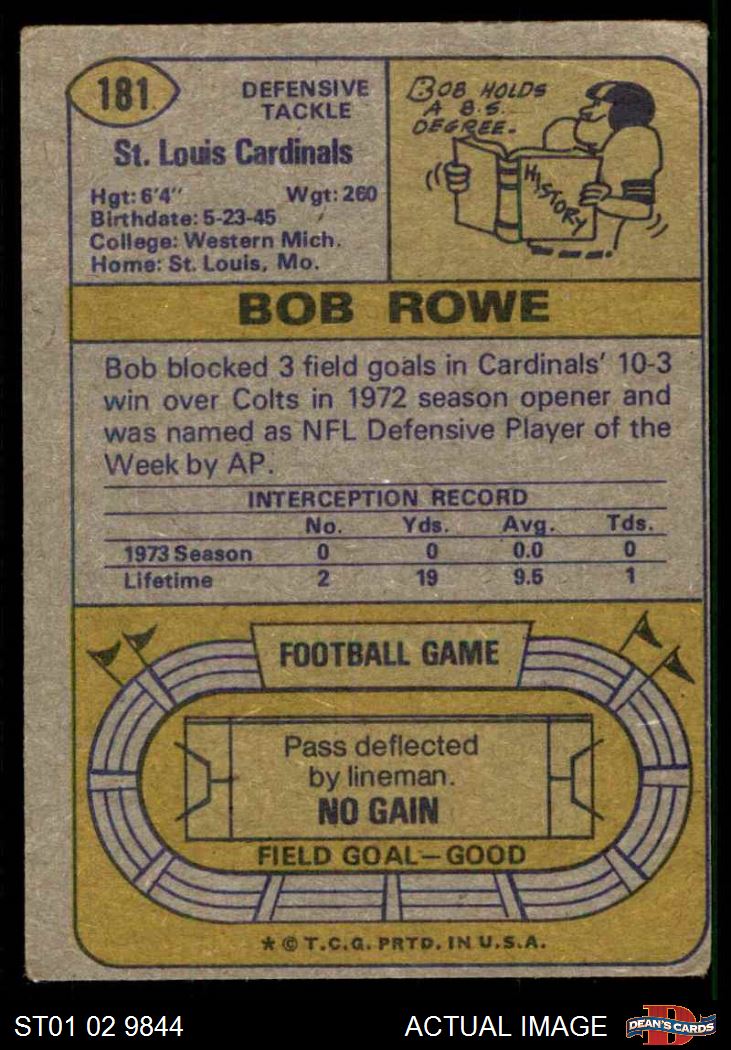 181
DEFENSIVE
TACKLE
St. Louis Cardinals
Hgt: 6'4" Wgt: 260
Birthdate: 5-23-45
College: Western Mich.
Home: St. Louis, Mo.
BOB HOLDS
A B.S.
DEGREE.
HISTORY
BOB ROWE
Bob blocked 3 field goals in Cardinals' 10-3
win over Colts in 1972 season opener and
was named as NFL Defensive Player of the
Week by AP.
INTERCEPTION RECORD
No. Yds. Avg. Tds.
1973 Season 0 0 0.0 0
Lifetime 2 19 9.5 1
FOOTBALL GAME
Pass deflected
by lineman.
NO GAIN
FIELD GOAL—GOOD
* © T.C.G. PRTD. IN U.S.A.
ST01 02 9844 ACTUAL IMAGE
D
DEAN'S CARDS